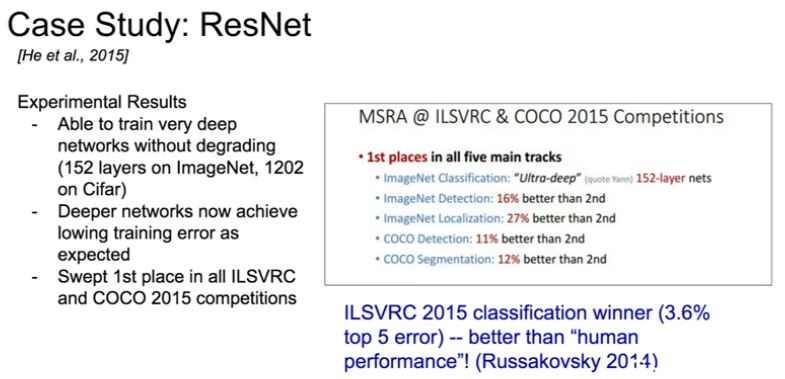 Case Study: ResNet
[He et al., 2015]
Experimental Results
- Able to train very deep
networks without degrading
(152 layers on ImageNet, 1202
on Cifar)
- Deeper networks now achieve
lowing training error as
expected
- Swept 1st place in all ILSVRC
and COCO 2015 competitions
MSRA @ ILSVRC & COCO 2015 Competitions
• 1st places in all five main tracks
• ImageNet Classification: “Ultra-deep” (quote Yann) 152-layer nets
• ImageNet Detection: 16% better than 2nd
• ImageNet Localization: 27% better than 2nd
• COCO Detection: 11% better than 2nd
• COCO Segmentation: 12% better than 2nd
ILSVRC 2015 classification winner (3.6%
top 5 error) -- better than “human
performance”! (Russakovsky 2014)